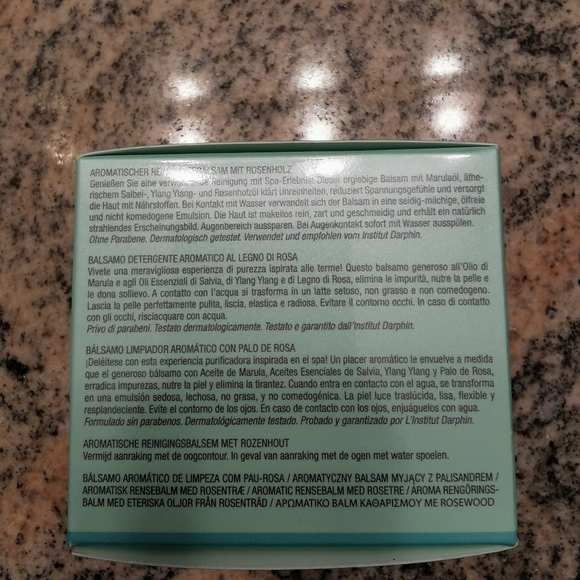 AROMATISCHER REINIGUNGSBALSAM MIT ROSENHOLZ
Genießen Sie eine verwöhnende Reinigung mit Spa-Erlebnis! Dieser ergiebige Balsam mit Marulaöl, äthe-
rischem Salbei-, Ylang Ylang- und Rosenholzöl klärt Unreinheiten, reduziert Spannungsgefühle und versorgt
die Haut mit Nährstoffen. Bei Kontakt mit Wasser verwandelt sich der Balsam in eine seidig-milchige, ölfreie
und nicht komedogene Emulsion. Die Haut ist makellos rein, zart und geschmeidig und erhält ein natürlich
strahlendes Erscheinungsbild. Augenbereich aussparen. Bei Augenkontakt sofort mit Wasser ausspülen.
Ohne Parabene. Dermatologisch getestet. Verwendet und empfohlen vom Institut Darphin.
BALSAMO DETERGENTE AROMATICO AL LEGNO DI ROSA
Vivete una meravigliosa esperienza di purezza ispirata alle terme! Questo balsamo generoso all'Olio di
Marula e agli Oli Essenziali di Salvia, di Ylang Ylang e di Legno di Rosa, elimina le impurità, nutre la pelle e
le dona sollievo. A contatto con l'acqua si trasforma in un latte setoso, non grasso e non comedogeno.
Lascia la pelle perfettamente pulita, liscia, elastica e radiosa. Evitare il contorno occhi. In caso di contatto
con gli occhi, risciacquare con acqua.
Privo di parabeni. Testato dermatologicamente. Testato e garantito dall'Institut Darphin.
BÁLSAMO LIMPIADOR AROMÁTICO CON PALO DE ROSA
¡Deléitese con esta experiencia purificadora inspirada en el spa! Un placer aromático le envuelve a medida
que el generoso bálsamo con Aceite de Marula, Aceites Esenciales de Salvia, Ylang Ylang y Palo de Rosa,
erradica impurezas, nutre la piel y elimina la tirantez. Cuando entra en contacto con el agua, se transforma
en una emulsión sedosa, lechosa, no grasa, y no comedogénica. La piel luce traslúcida, lisa, flexible y
resplandeciente. Evite el contorno de los ojos. En caso de contacto con los ojos, enjuáguelos con agua.
Formulado sin parabenos. Dermatológicamente testado. Probado y garantizado por L'Institut Darphin.
AROMATISCHE REINIGINGSBALSEM MET ROZENHOUT
Vermijd aanraking met de oogcontour. In geval van aanraking met de ogen met water spoelen.
BÁLSAMO AROMÁTICO DE LIMPEZA COM PAU-ROSA / AROMATYCZNY BALSAM MYJĄCY Z PALISANDREM /
AROMATISK RENSEBALM MED ROSENTRÆ / AROMATIC RENSEBALM MED ROSETRE / AROMA RENGÖRINGS-
BALM MED ETERISKA OLJOR FRÅN ROSENTRÄD / ΑΡΩΜΑΤΙΚΟ BALM ΚΑΘΑΡΙΣΜΟΥ ΜΕ ROSEWOOD